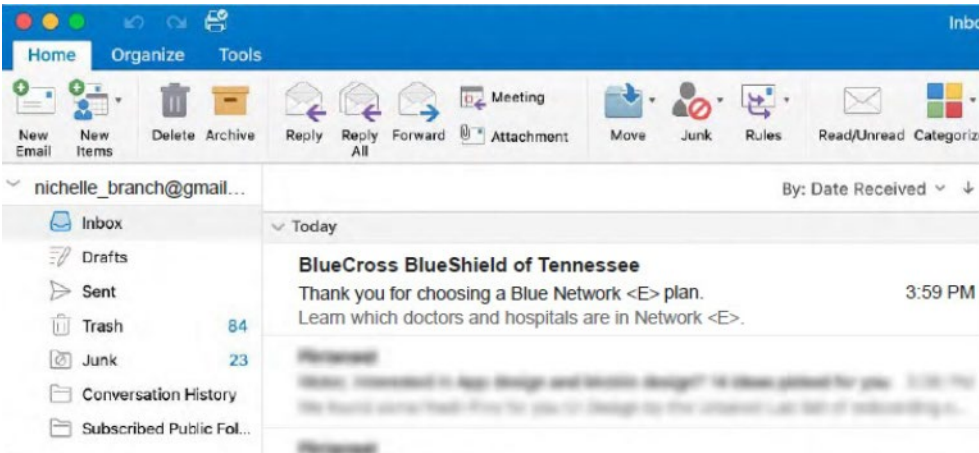 Inbo
Home Organize Tools
New Email
New Items
Delete
Archive
Reply
Reply All
Forward
Meeting
Attachment
Move
Junk
Rules
Read/Unread
Categoriz
nichelle_branch@gmail...
By: Date Received
Inbox
Drafts
Sent
Trash 84
Junk 23
Conversation History
Subscribed Public Fol...
Today
BlueCross BlueShield of Tennessee
Thank you for choosing a Blue Network <E> plan. 3:59 PM
Learn which doctors and hospitals are in Network <E>.